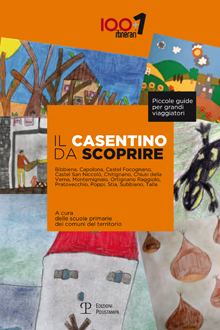 100+1
itinerari
Piccole guide
per grandi
viaggiatori
IL CASENTINO
DA SCOPRIRE
Bibbiena, Capolona, Castel Focognano,
Castel San Niccolò, Chitignano, Chiusi della
Verna, Montemignaio, Ortignano Raggiolo,
Pratovecchio, Poppi, Stia, Subbiano, Talla
A cura
delle scuole primarie
dei comuni del territorio
EDIZIONI
POLISTAMPA